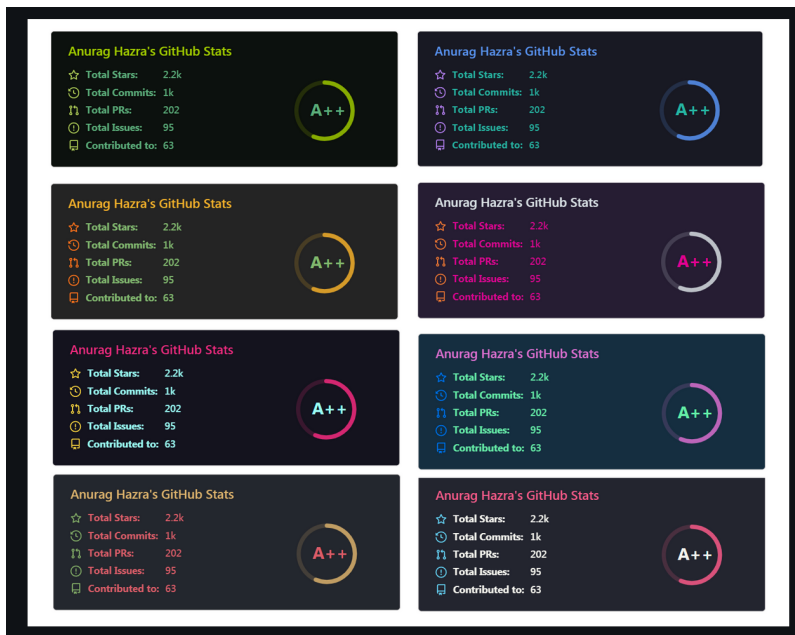 Anurag Hazra's GitHub Stats
Total Stars: 2.2k
Total Commits: 1k
Total PRs: 202
Total Issues: 95
Contributed to: 63
A++
Anurag Hazra's GitHub Stats
Total Stars: 2.2k
Total Commits: 1k
Total PRs: 202
Total Issues: 95
Contributed to: 63
A++
Anurag Hazra's GitHub Stats
Total Stars: 2.2k
Total Commits: 1k
Total PRs: 202
Total Issues: 95
Contributed to: 63
A++
Anurag Hazra's GitHub Stats
Total Stars: 2.2k
Total Commits: 1k
Total PRs: 202
Total Issues: 95
Contributed to: 63
A++
Anurag Hazra's GitHub Stats
Total Stars: 2.2k
Total Commits: 1k
Total PRs: 202
Total Issues: 95
Contributed to: 63
A++
Anurag Hazra's GitHub Stats
Total Stars: 2.2k
Total Commits: 1k
Total PRs: 202
Total Issues: 95
Contributed to: 63
A++
Anurag Hazra's GitHub Stats
Total Stars: 2.2k
Total Commits: 1k
Total PRs: 202
Total Issues: 95
Contributed to: 63
A++
Anurag Hazra's GitHub Stats
Total Stars: 2.2k
Total Commits: 1k
Total PRs: 202
Total Issues: 95
Contributed to: 63
A++